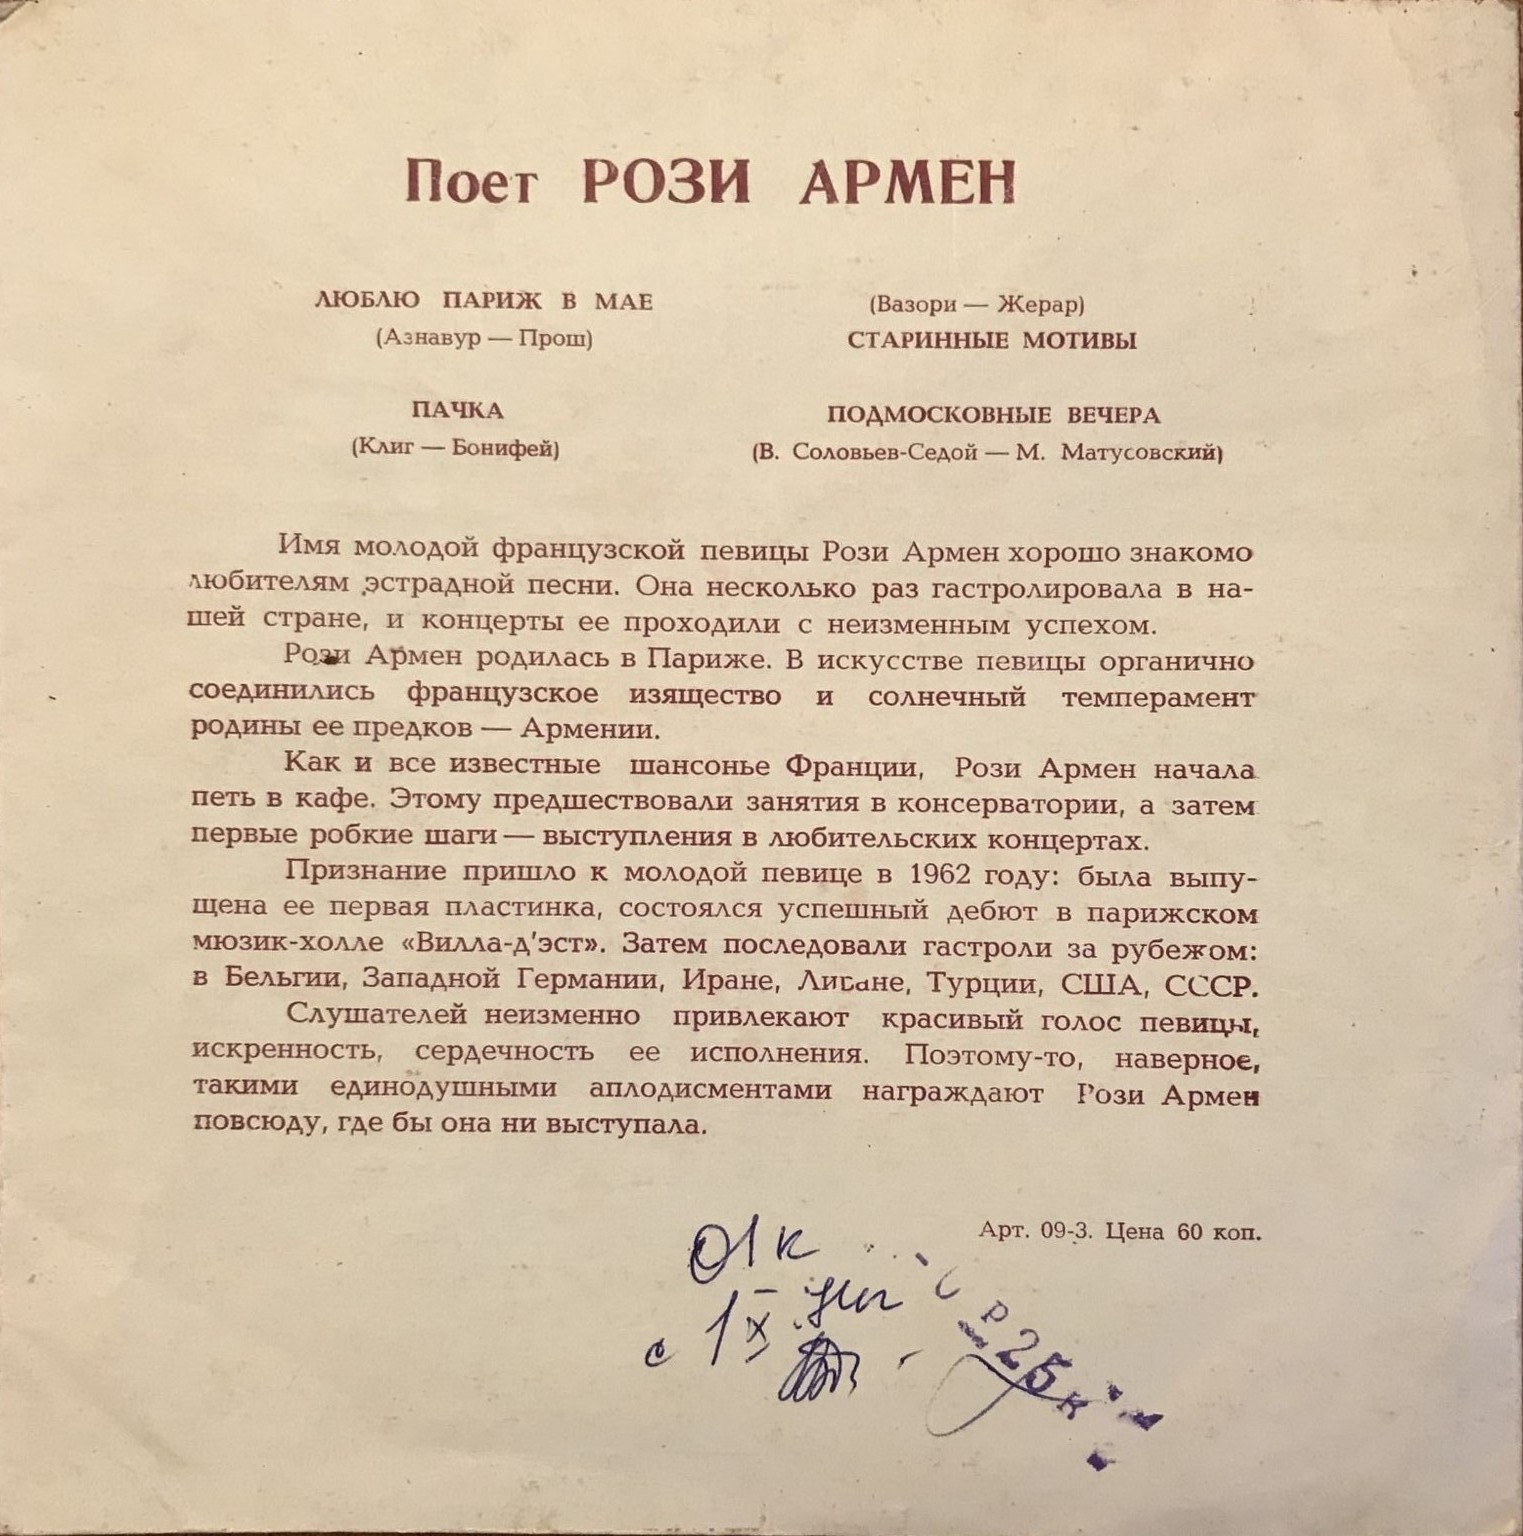 Поет РОЗИ АРМЕН
ЛЮБЛЮ ПАРИЖ В МАЕ
(Азнавур — Прош)
ПАЧКА
(Клиг — Бонифей)
(Вазори — Жерар)
СТАРИННЫЕ МОТИВЫ
ПОДМОСКОВНЫЕ ВЕЧЕРА
(В. Соловьев-Седой — М. Матусовский)
Имя молодой французской певицы Рози Армен хорошо знакомо
любителям эстрадной песни. Она несколько раз гастролировала в на-
шей стране, и концерты ее проходили с неизменным успехом.
Рози Армен родилась в Париже. В искусстве певицы органично
соединились французское изящество и солнечный темперамент
родины ее предков — Армении.
Как и все известные шансонье Франции, Рози Армен начала
петь в кафе. Этому предшествовали занятия в консерватории, а затем
первые робкие шаги — выступления в любительских концертах.
Признание пришло к молодой певице в 1962 году: была выпу-
щена ее первая пластинка, состоялся успешный дебют в парижском
мюзик-холле «Вилла-д’эст». Затем последовали гастроли за рубежом:
в Бельгии, Западной Германии, Иране, Ливане, Турции, США, СССР.
Слушателей неизменно привлекают красивый голос певицы,
искренность, сердечность ее исполнения. Поэтому-то, наверное,
такими единодушными аплодисментами награждают Рози Армен
повсюду, где бы она ни выступала.
Арт. 09-3. Цена 60 коп.
с 1 X
р 25 к